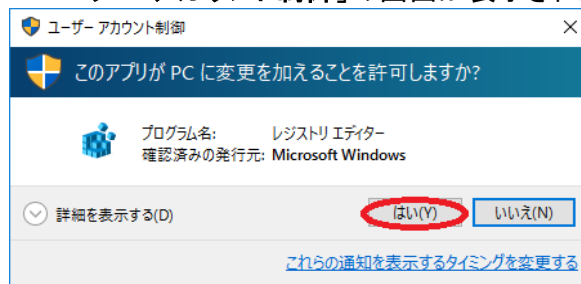 ユーザー アカウント制御
このアプリが PC に変更を加えることを許可しますか?
プログラム名: レジストリ エディター
確認済みの発行元: Microsoft Windows
詳細を表示する(D)
はい(Y)
いいえ(N)
これらの通知を表示するタイミングを変更する